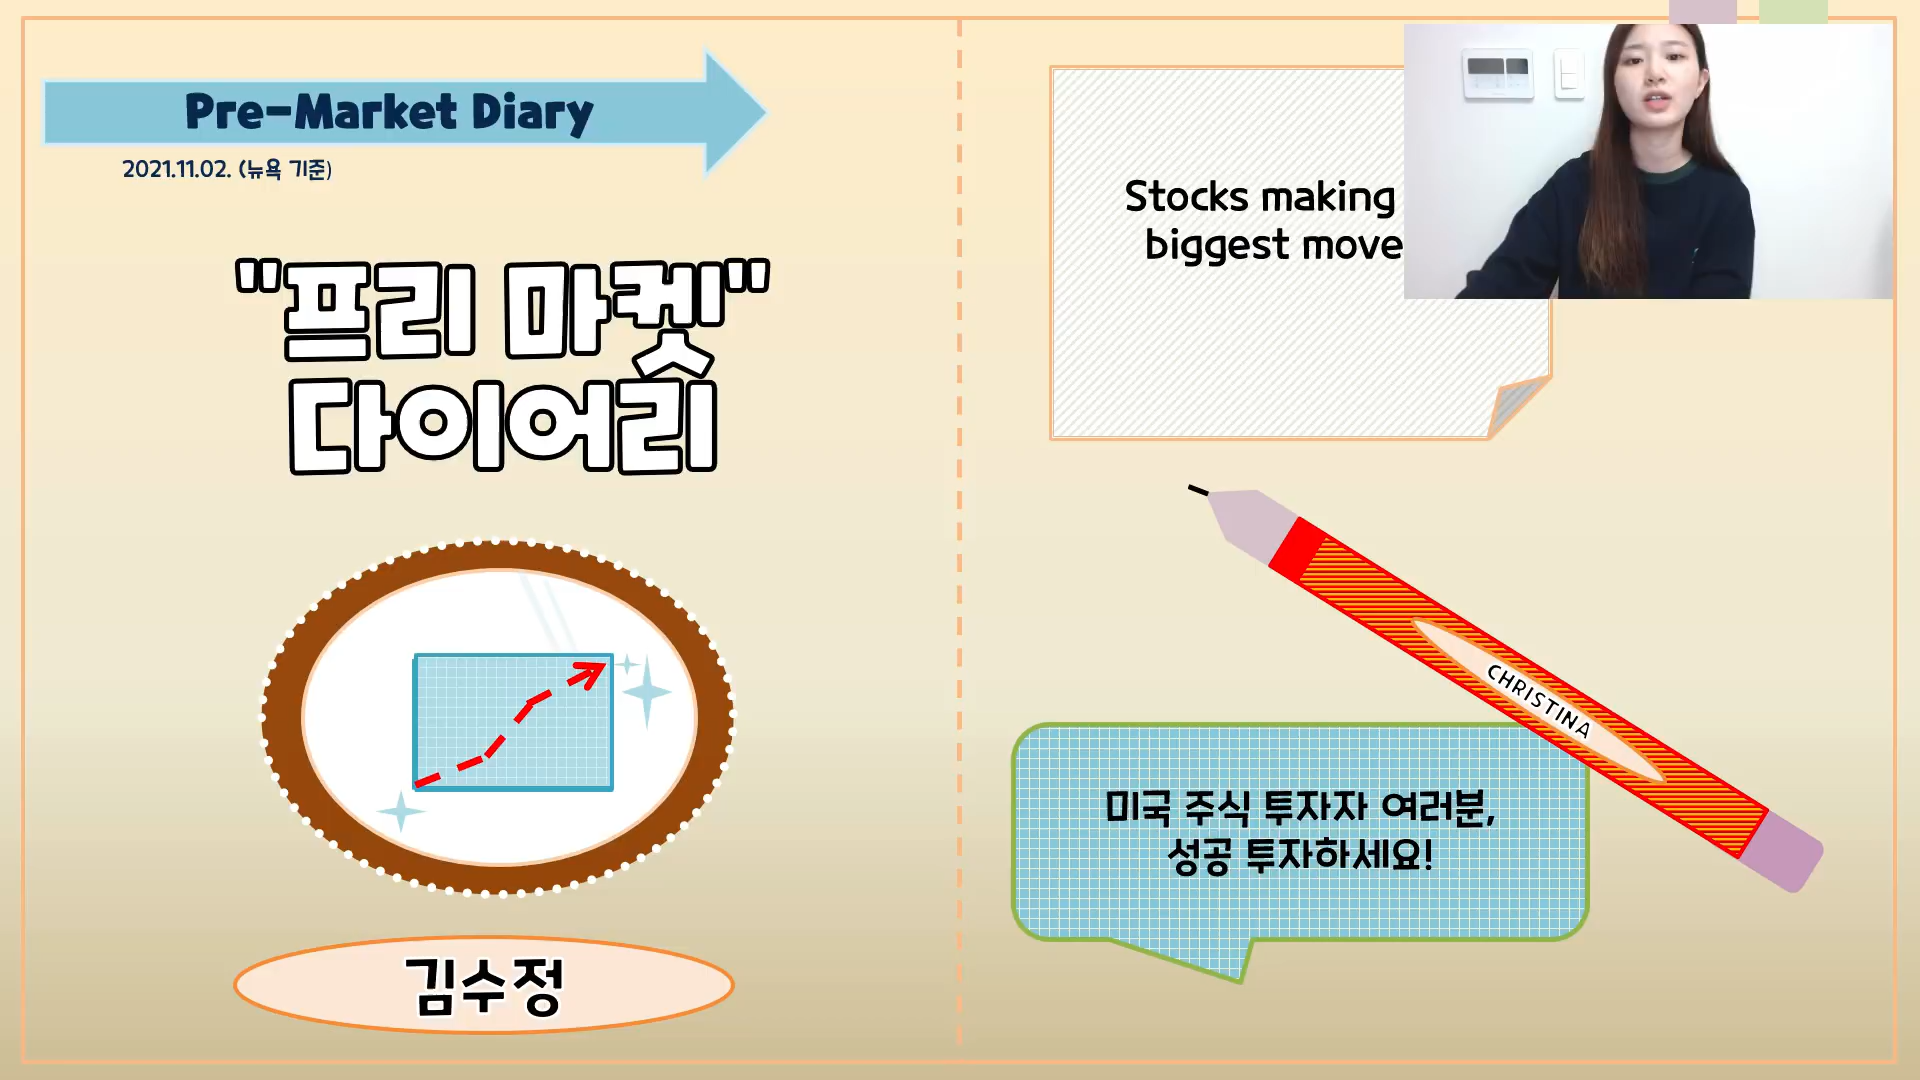 Pre-Market Diary
2021.11.02. (뉴욕 기준)
"프리 마켓"
다이어리
김수정
Stocks making
biggest move
CHRISTINA
미국 주식 투자자 여러분,
성공 투자하세요!